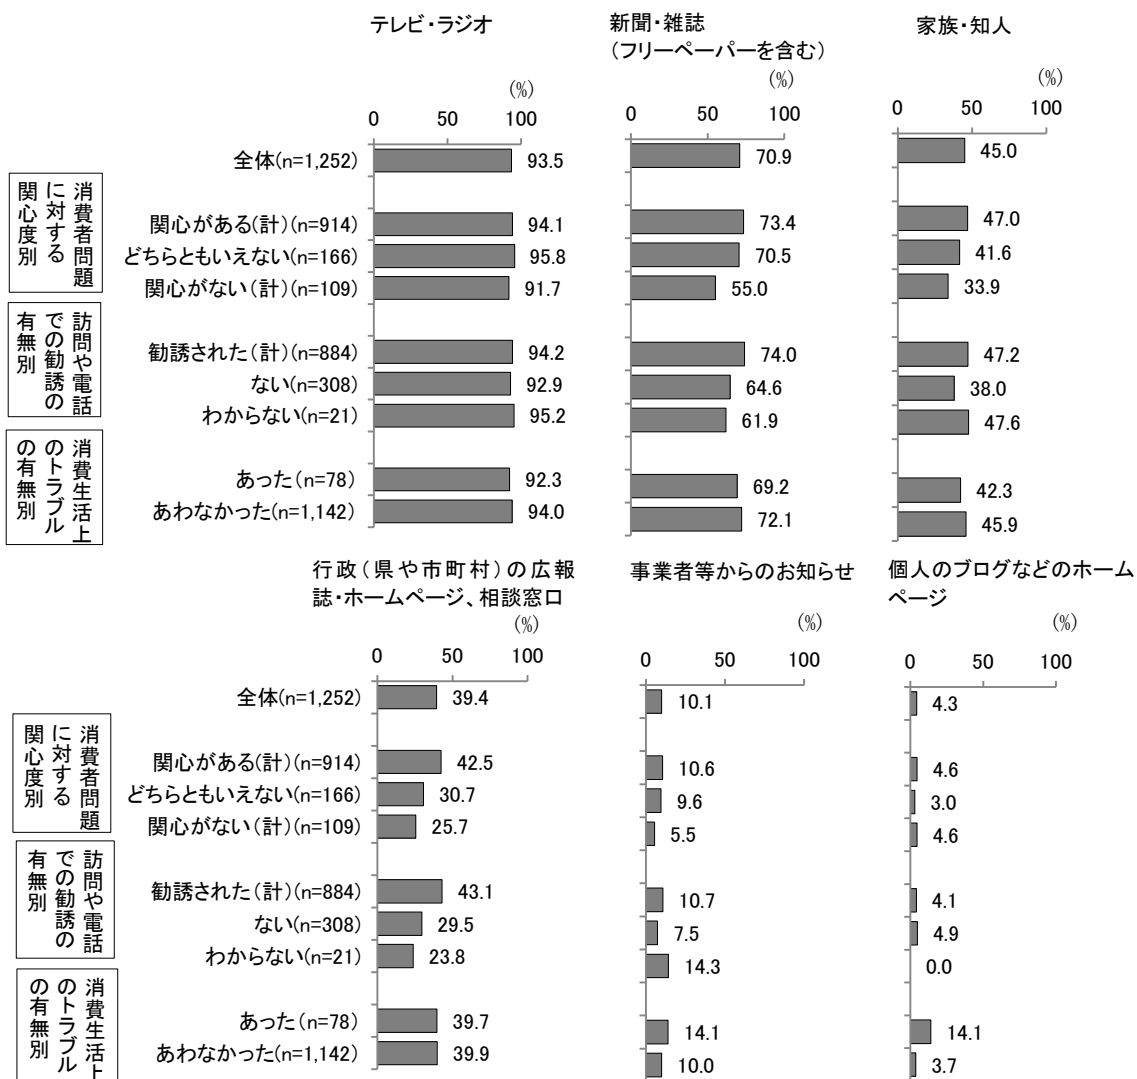 テレビ・ラジオ
新聞・雑誌
（フリーペーパーを含む）
家族・知人
(%)
(%)
(%)
0 50 100
0 50 100
0 50 100
全体(n=1,252) 93.5 70.9 45.0
消費者問題
に対する
関心度別
関心がある(計)(n=914) 94.1 73.4 47.0
どちらともいえない(n=166) 95.8 70.5 41.6
関心がない(計)(n=109) 91.7 55.0 33.9
訪問や電話
での勧誘の
有無別
勧誘された(計)(n=884) 94.2 74.0 47.2
ない(n=308) 92.9 64.6 38.0
わからない(n=21) 95.2 61.9 47.6
消費生活上
のトラブル
の有無別
あった(n=78) 92.3 69.2 42.3
あわなかった(n=1,142) 94.0 72.1 45.9
行政（県や市町村）の広報
誌・ホームページ、相談窓口
事業者等からのお知らせ
個人のブログなどのホーム
ページ
(%)
(%)
(%)
0 50 100
0 50 100
0 50 100
全体(n=1,252) 39.4 10.1 4.3
消費者問題
に対する
関心度別
関心がある(計)(n=914) 42.5 10.6 4.6
どちらともいえない(n=166) 30.7 9.6 3.0
関心がない(計)(n=109) 25.7 5.5 4.6
訪問や電話
での勧誘の
有無別
勧誘された(計)(n=884) 43.1 10.7 4.1
ない(n=308) 29.5 7.5 4.9
わからない(n=21) 23.8 14.3 0.0
消費生活上
のトラブル
の有無別
あった(n=78) 39.7 14.1 14.1
あわなかった(n=1,142) 39.9 10.0 3.7